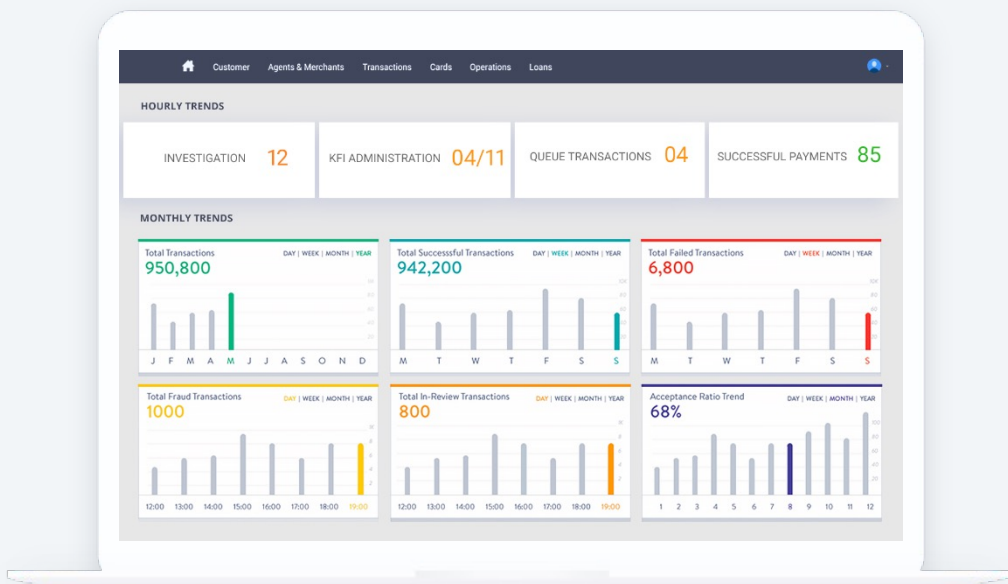 Customer Agents & Merchants Transactions Cards Operations Loans
HOURLY TRENDS
INVESTIGATION 12
KFI ADMINISTRATION 04/11
QUEUE TRANSACTIONS 04
SUCCESSFUL PAYMENTS 85
MONTHLY TRENDS
Total Transactions DAY | WEEK | MONTH | YEAR
950,800
J F M A M J J A S O N D
Total Successsful Transactions DAY | WEEK | MONTH | YEAR
942,200
M T W T F S S
Total Failed Transactions DAY | WEEK | MONTH | YEAR
6,800
M T W T F S S
Total Fraud Transactions DAY | WEEK | MONTH | YEAR
1000
12:00 13:00 14:00 15:00 16:00 17:00 18:00 19:00
Total In-Review Transactions DAY | WEEK | MONTH | YEAR
800
12:00 13:00 14:00 15:00 16:00 17:00 18:00 19:00
Acceptance Ratio Trend DAY | WEEK | MONTH | YEAR
68%
1 2 3 4 5 6 7 8 9 10 11 12